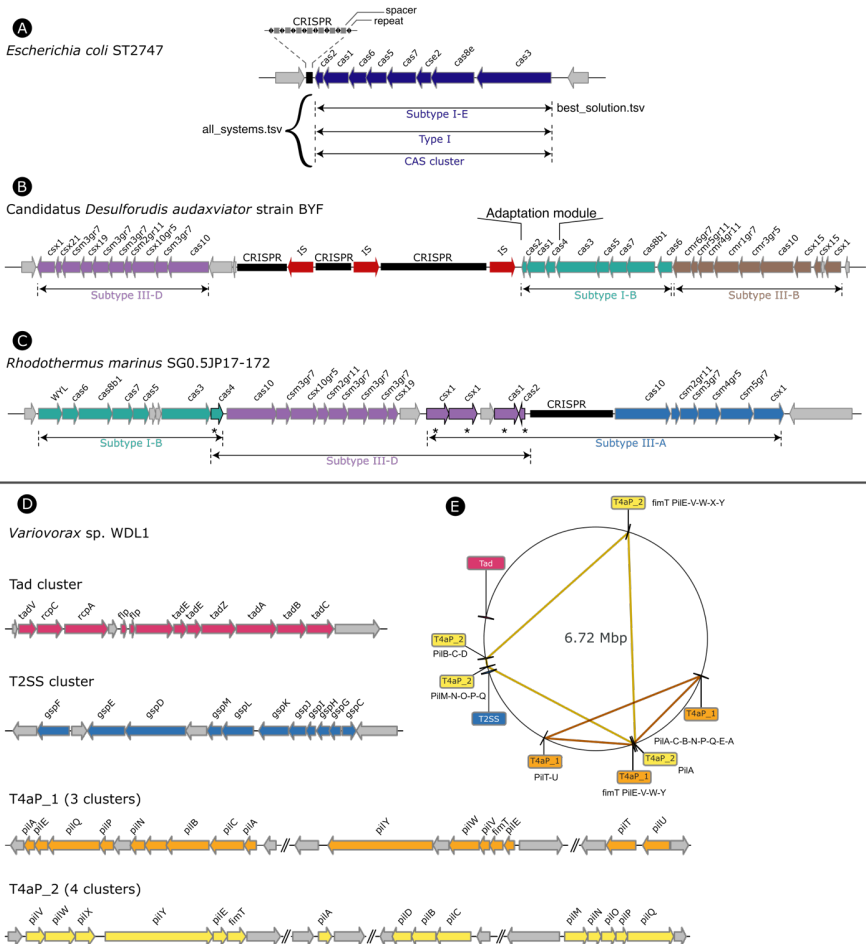 A
Escherichia coli ST2747
CRISPR
spacer
repeat
cas2
cas1
cas6
cas5
cas7
cse2
cas8e
cas3
Subtype I-E
best_solution.tsv
all_systems.tsv
Type I
CAS cluster
B
Candidatus Desulforudis audaxviator strain BYF
Adaptation module
csx1
csx21
csm3gr7
csx19
csm3gr7
csm3gr7
csm2gr11
csx10gr5
csm3gr7
cas10
CRISPR
IS
CRISPR
IS
CRISPR
IS
cas2
cas1
cas4
cas3
cas5
cas7
cas8b1
cas6
cmr6gr7
cmr5gr11
cmr4gr11
cmr1gr7
cmr3gr5
cas10
csx15
csx15
csx1
Subtype III-D
Subtype I-B
Subtype III-B
C
Rhodothermus marinus SG0.5JP17-172
WYL
cas6
cas8b1
cas7
cas5
cas3
cas4
cas10
csm3gr7
csx10gr5
csm2gr11
csm3gr7
csm3gr7
csm3gr7
csx19
csx1
csx1
cas1
cas2
CRISPR
cas10
csm2gr11
csm3gr7
csm4gr5
csm5gr7
csx1
* * * * *
Subtype I-B
Subtype III-A
Subtype III-D
D
Variovorax sp. WDL1
Tad cluster
tadV
rcpC
rcpA
flp
flp
tadE
tadE
tadZ
tadA
tadB
tadC
T2SS cluster
gspF
gspE
gspD
gspM
gspL
gspK
gspJ
gspI
gspH
gspG
gspC
E
T4aP_2
fimT PilE-V-W-X-Y
Tad
6.72 Mbp
T4aP_2
PilB-C-D
T4aP_2
PilM-N-O-P-Q
T2SS
T4aP_1
PilA-C-B-N-P-Q-E-A
T4aP_1
PilT-U
T4aP_2
PilA
T4aP_1
fimT PilE-V-W-Y
T4aP_1 (3 clusters)
pilA
pilE
pilQ
pilP
pilN
pilB
pilC
pilA
//
pilY
pilW
pilV
fimT
pilE
//
pilT
pilU
T4aP_2 (4 clusters)
pilV
pilW
pilX
pilY
pilE
fimT
//
pilA
//
pilD
pilB
pilC
//
pilM
pilN
pilO
pilP
pilQ